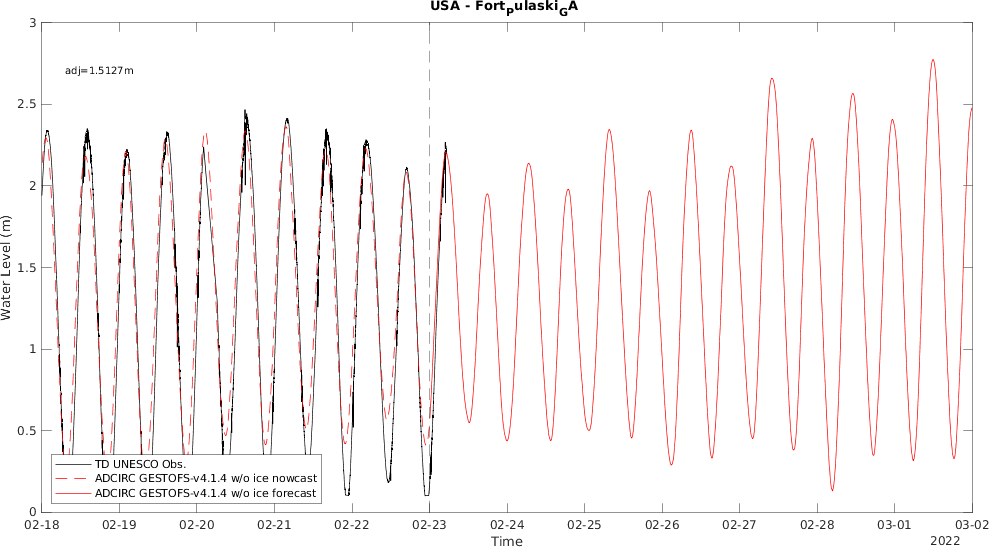 USA - FortPulaskiGA
adj=1.5127m
3
2.5
2
1.5
1
0.5
0
Water Level (m)
TD UNESCO Obs.
ADCIRC GESTOFS-v4.1.4 w/o ice nowcast
ADCIRC GESTOFS-v4.1.4 w/o ice forecast
02-18 02-19 02-20 02-21 02-22 02-23 02-24 02-25 02-26 02-27 02-28 03-01 03-02
Time
2022